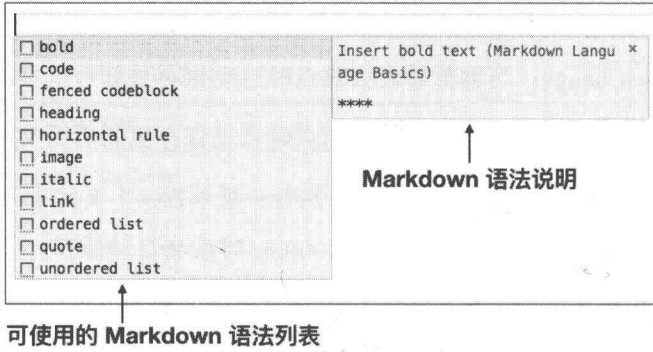 bold
code
fenced codeblock
heading
horizontal rule
image
italic
link
ordered list
quote
unordered list
Insert bold text (Markdown Langu ×
age Basics)
****
Markdown 语法说明
可使用的 Markdown 语法列表